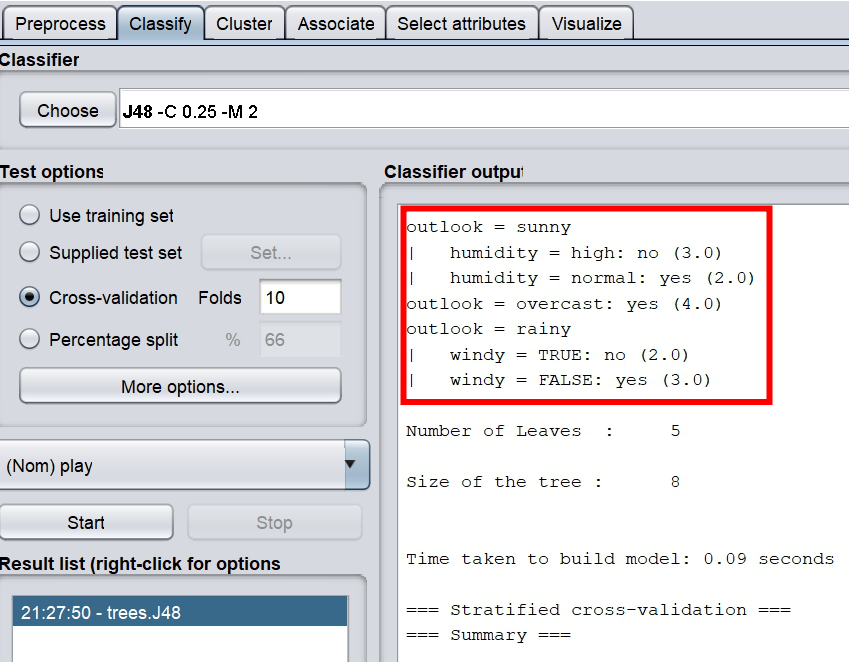 Preprocess Classify Cluster Associate Select attributes Visualize
Classifier
Choose J48 -C 0.25 -M 2
Test options
Use training set
Supplied test set Set...
Cross-validation Folds 10
Percentage split % 66
More options...
(Nom) play
Start Stop
Result list (right-click for options
21:27:50 - trees.J48
Classifier output
outlook = sunny
|   humidity = high: no (3.0)
|   humidity = normal: yes (2.0)
outlook = overcast: yes (4.0)
outlook = rainy
|   windy = TRUE: no (2.0)
|   windy = FALSE: yes (3.0)
Number of Leaves  :     5
Size of the tree :      8
Time taken to build model: 0.09 seconds
=== Stratified cross-validation ===
=== Summary ===